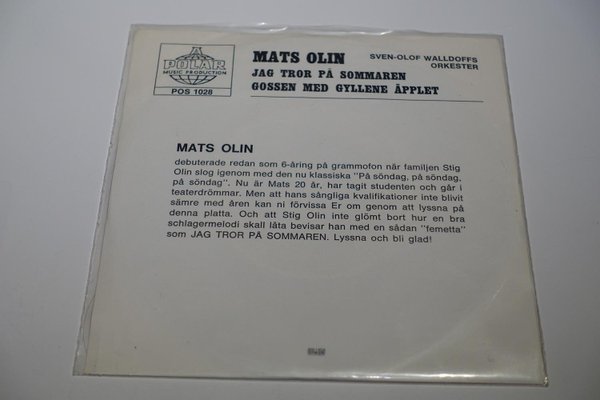 POLAR
MUSIC PRODUCTION
POS 1028
MATS OLIN SVEN-OLOF WALLDOFFS
ORKESTER
JAG TROR PÅ SOMMAREN
GOSSEN MED GYLLENE ÄPPLET
MATS OLIN
debuterade redan som 6-åring på grammofon när familjen Stig
Olin slog igenom med den nu klassiska "På söndag, på söndag,
på söndag". Nu är Mats 20 år, har tagit studenten och går i
teaterdrömmar. Men att hans sångliga kvalifikationer inte blivit
sämre med åren kan ni förvissa Er om genom att lyssna på
denna platta. Och att Stig Olin inte glömt bort hur en bra
schlagermelodi skall låta bevisar han med en sådan "femetta"
som JAG TROR PÅ SOMMAREN. Lyssna och bli glad!